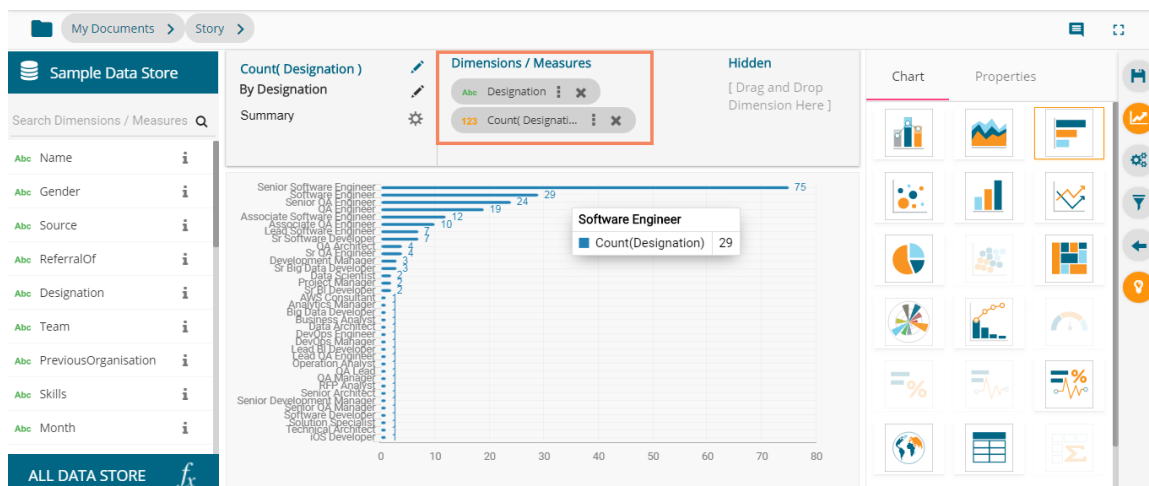 My Documents > Story >
Sample Data Store
Search Dimensions / Measures
Abc Name i
Abc Gender i
Abc Source i
Abc ReferralOf i
Abc Designation i
Abc Team i
Abc PreviousOrganisation i
Abc Skills i
Abc Month i
ALL DATA STORE fx
Count( Designation )
By Designation
Summary
Dimensions / Measures
Abc Designation
123 Count( Designati...
Hidden
[ Drag and Drop
Dimension Here ]
Senior Software Engineer 75
Software Engineer 29
Senior QA Engineer 24
QA Engineer 19
Associate Software Engineer 12
Associate QA Engineer 10
Lead Software Engineer 7
Sr Software Developer 7
QA Architect 4
Sr QA Engineer 4
Development Manager 3
Sr Big Data Developer 3
Data Scientist 2
Project Manager 2
Sr BI Developer 2
AWS Consultant
Analytics Manager
Big Data Developer
Business Analyst
Data Architect
DevOps Engineer
DevOps Manager
Lead BI Developer
Lead QA Engineer
Operation Analyst
QA Lead
QA Manager
RFP Analyst
Senior Architect
Senior Development Manager
Senior QA Manager
Software Developer
Solution Specialist
Technical Architect
iOS Developer 1
0 10 20 30 40 50 60 70 80
Software Engineer
Count(Designation) 29
Chart Properties